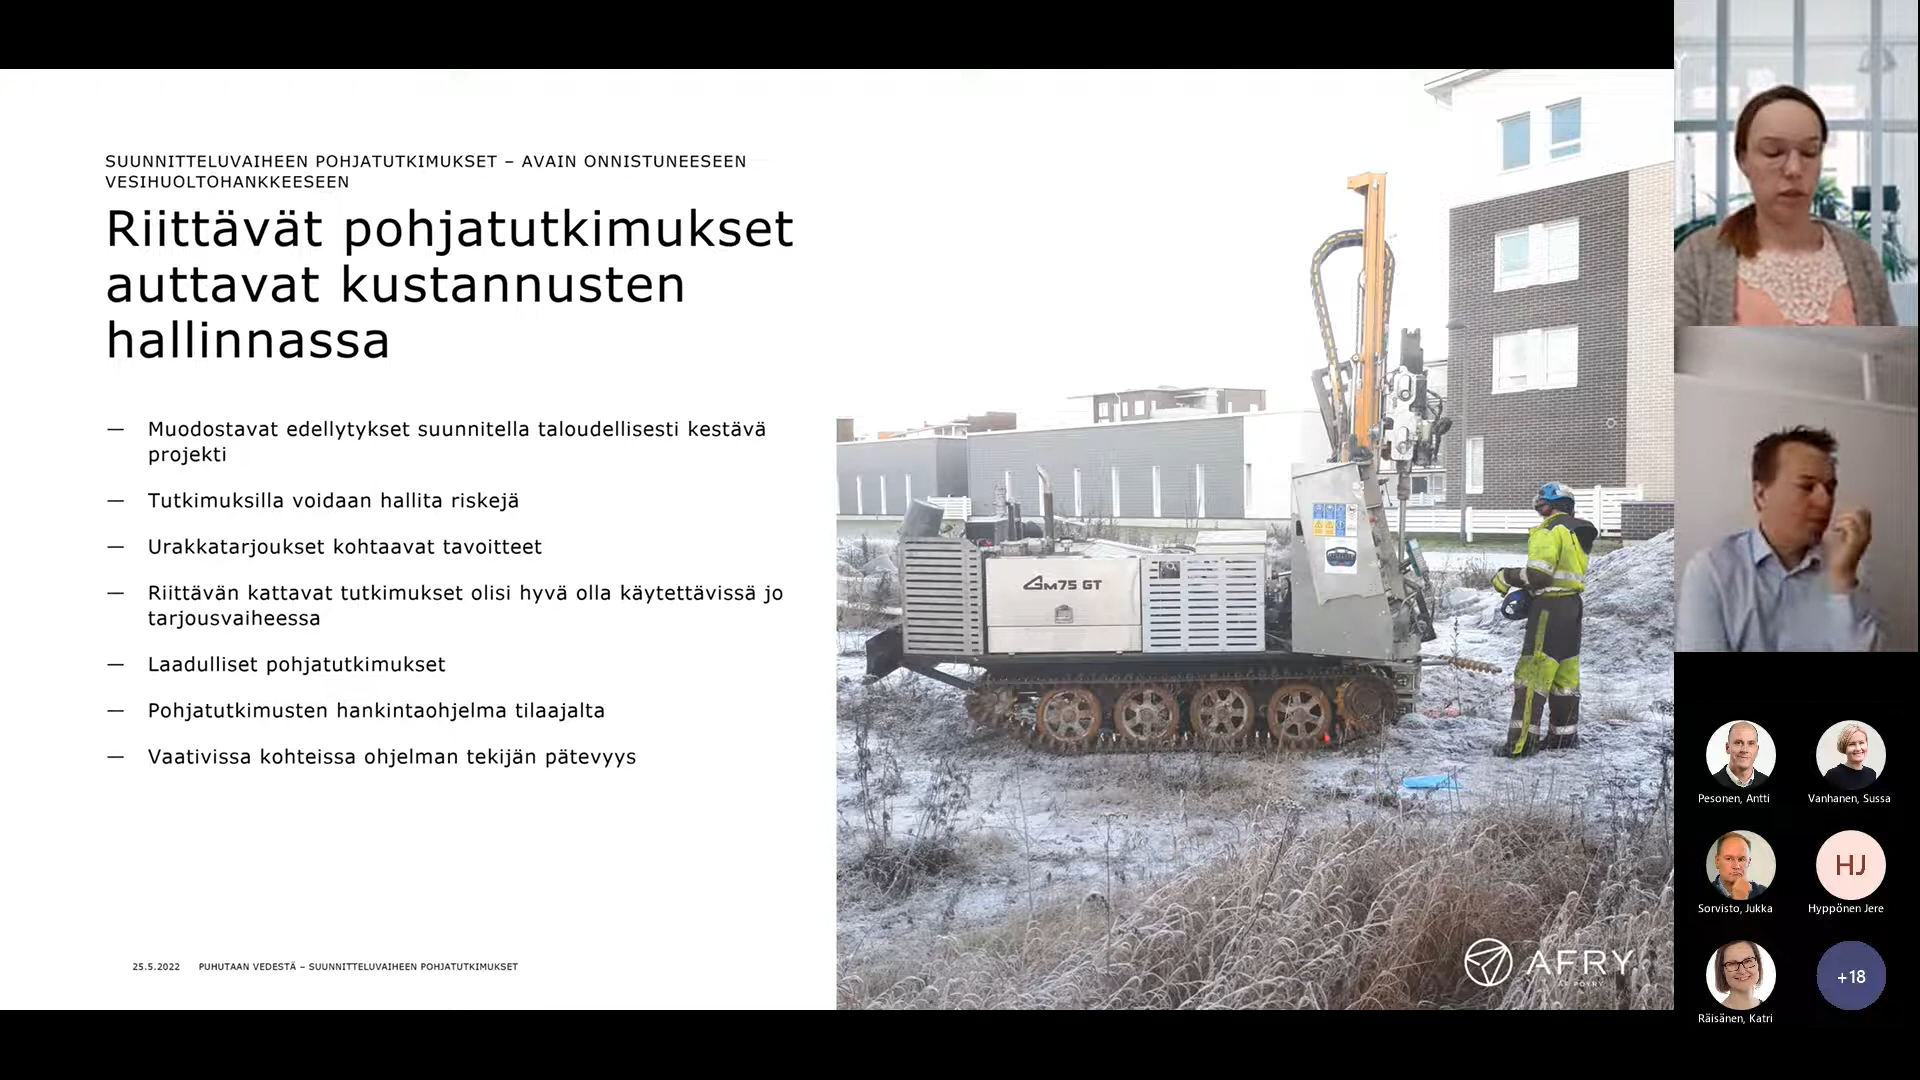 SUUNNITTELUVAIHEEN POHJATUTKIMUKSET – AVAIN ONNISTUNEESEEN
VESIHUOLTOHANKKEESEEN
Riittävät pohjatutkimukset
auttavat kustannusten
hallinnassa
— Muodostavat edellytykset suunnitella taloudellisesti kestävä
projekti
— Tutkimuksilla voidaan hallita riskejä
— Urakkatarjoukset kohtaavat tavoitteet
— Riittävän kattavat tutkimukset olisi hyvä olla käytettävissä jo
tarjousvaiheessa
— Laadulliset pohjatutkimukset
— Pohjatutkimusten hankintaohjelma tilaajalta
— Vaativissa kohteissa ohjelman tekijän pätevyys
25.5.2022 PUHUTAAN VEDESTÄ – SUUNNITTELUVAIHEEN POHJATUTKIMUKSET
GM75 GT
AFRY
ÅF PÖYRY
Pesonen, Antti
Vanhanen, Sussa
Sorvisto, Jukka
HJ
Hyppönen Jere
Räisänen, Katri
+18